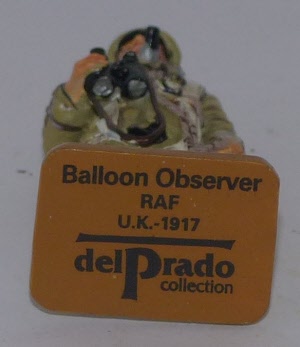 Balloon Observer
RAF
U.K.-1917
delPrado
collection